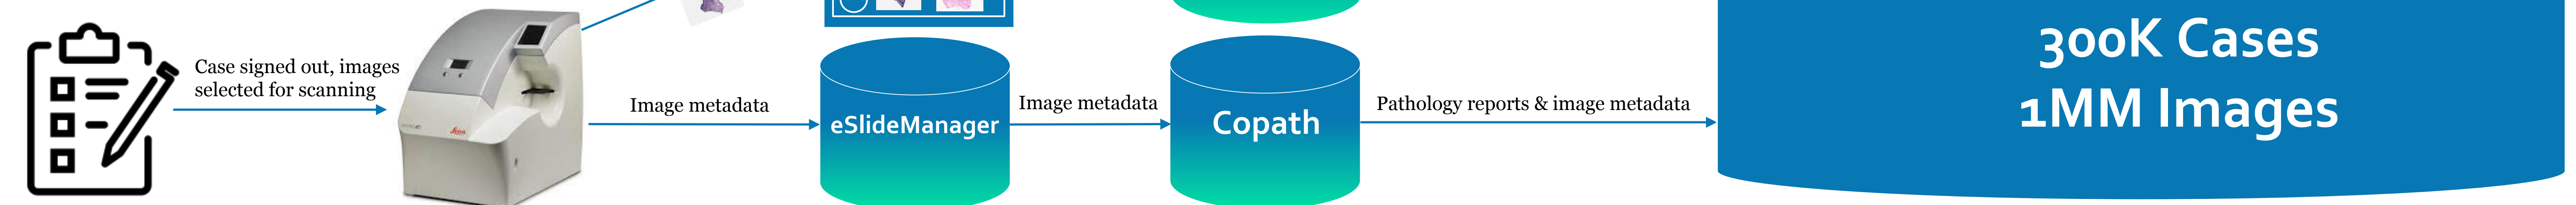 Case signed out, images
selected for scanning
Leica
Image metadata
eSlideManager
Image metadata
Copath
Pathology reports & image metadata
300K Cases
1MM Images